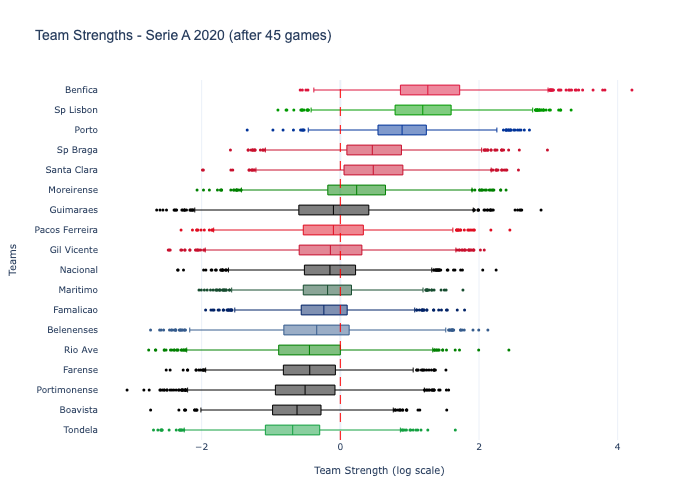 Team Strengths - Serie A 2020 (after 45 games)
Benfica
Sp Lisbon
Porto
Sp Braga
Santa Clara
Moreirense
Guimaraes
Pacos Ferreira
Gil Vicente
Nacional
Maritimo
Famalicao
Belenenses
Rio Ave
Farense
Portimonense
Boavista
Tondela
Teams
−2
0
2
4
Team Strength (log scale)